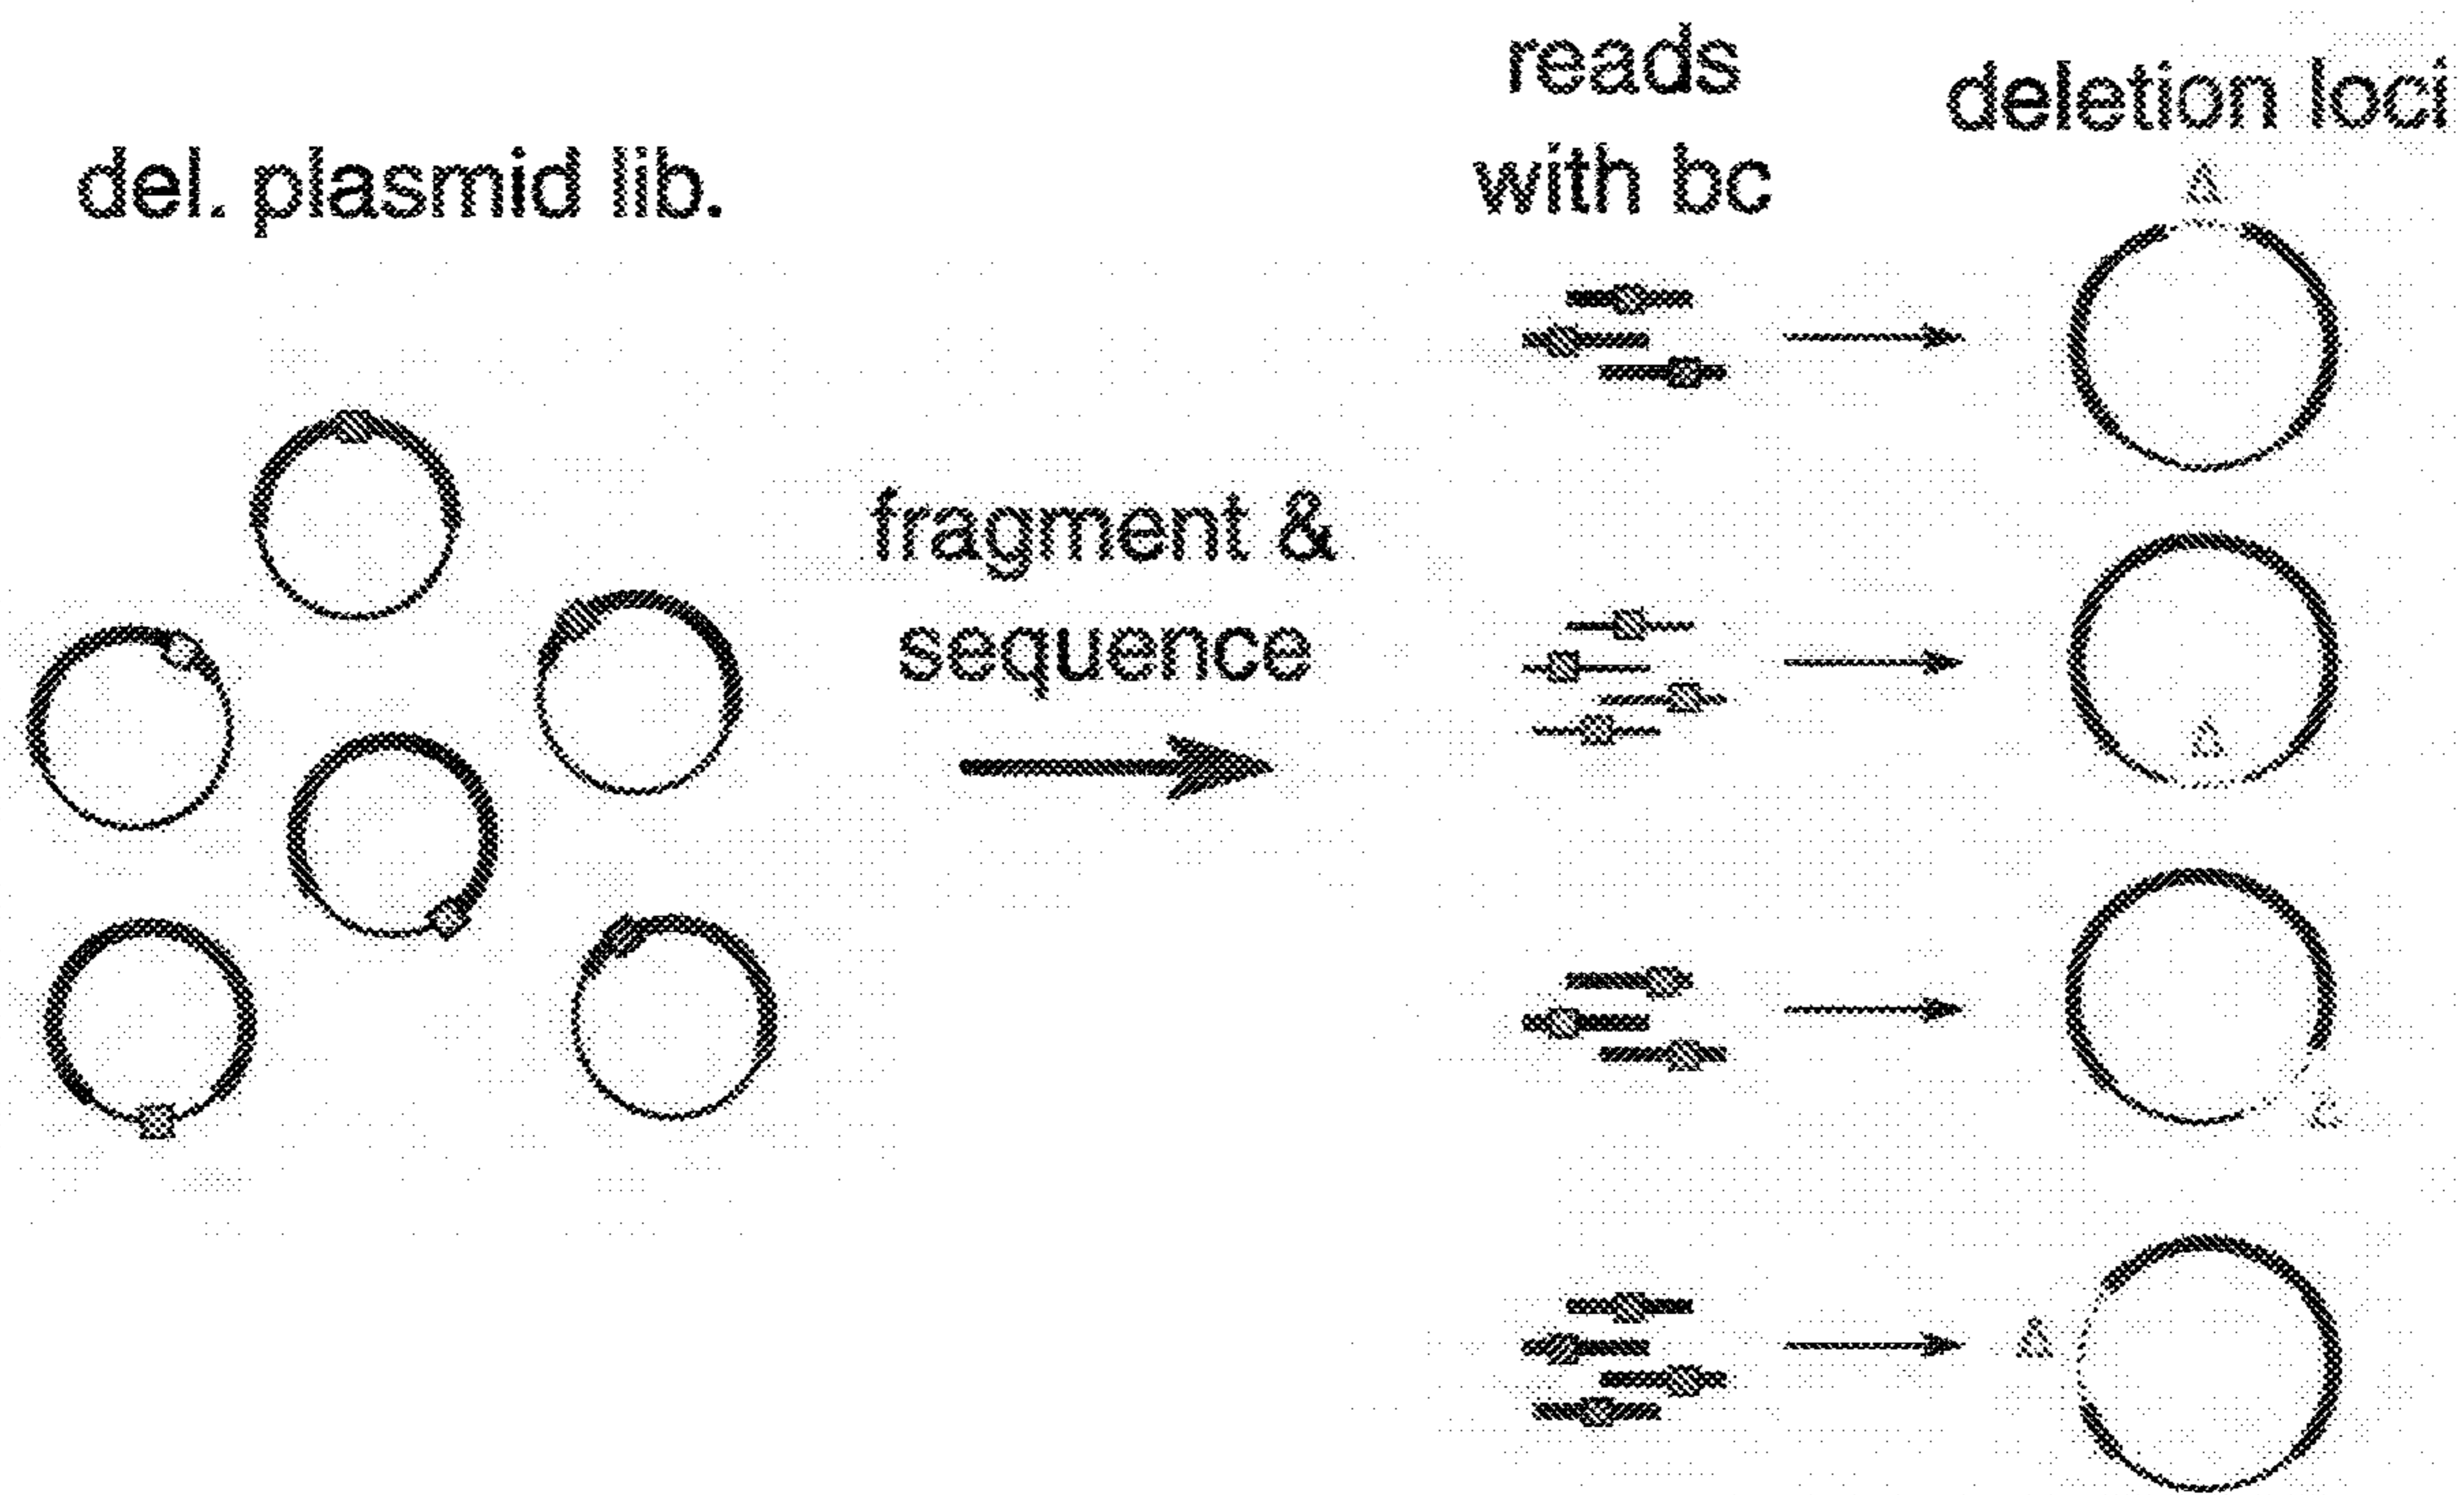 del. plasmid lib.
fragment &
sequence
reads
with bc
deletion loci
Δ
Δ
Δ
Δ